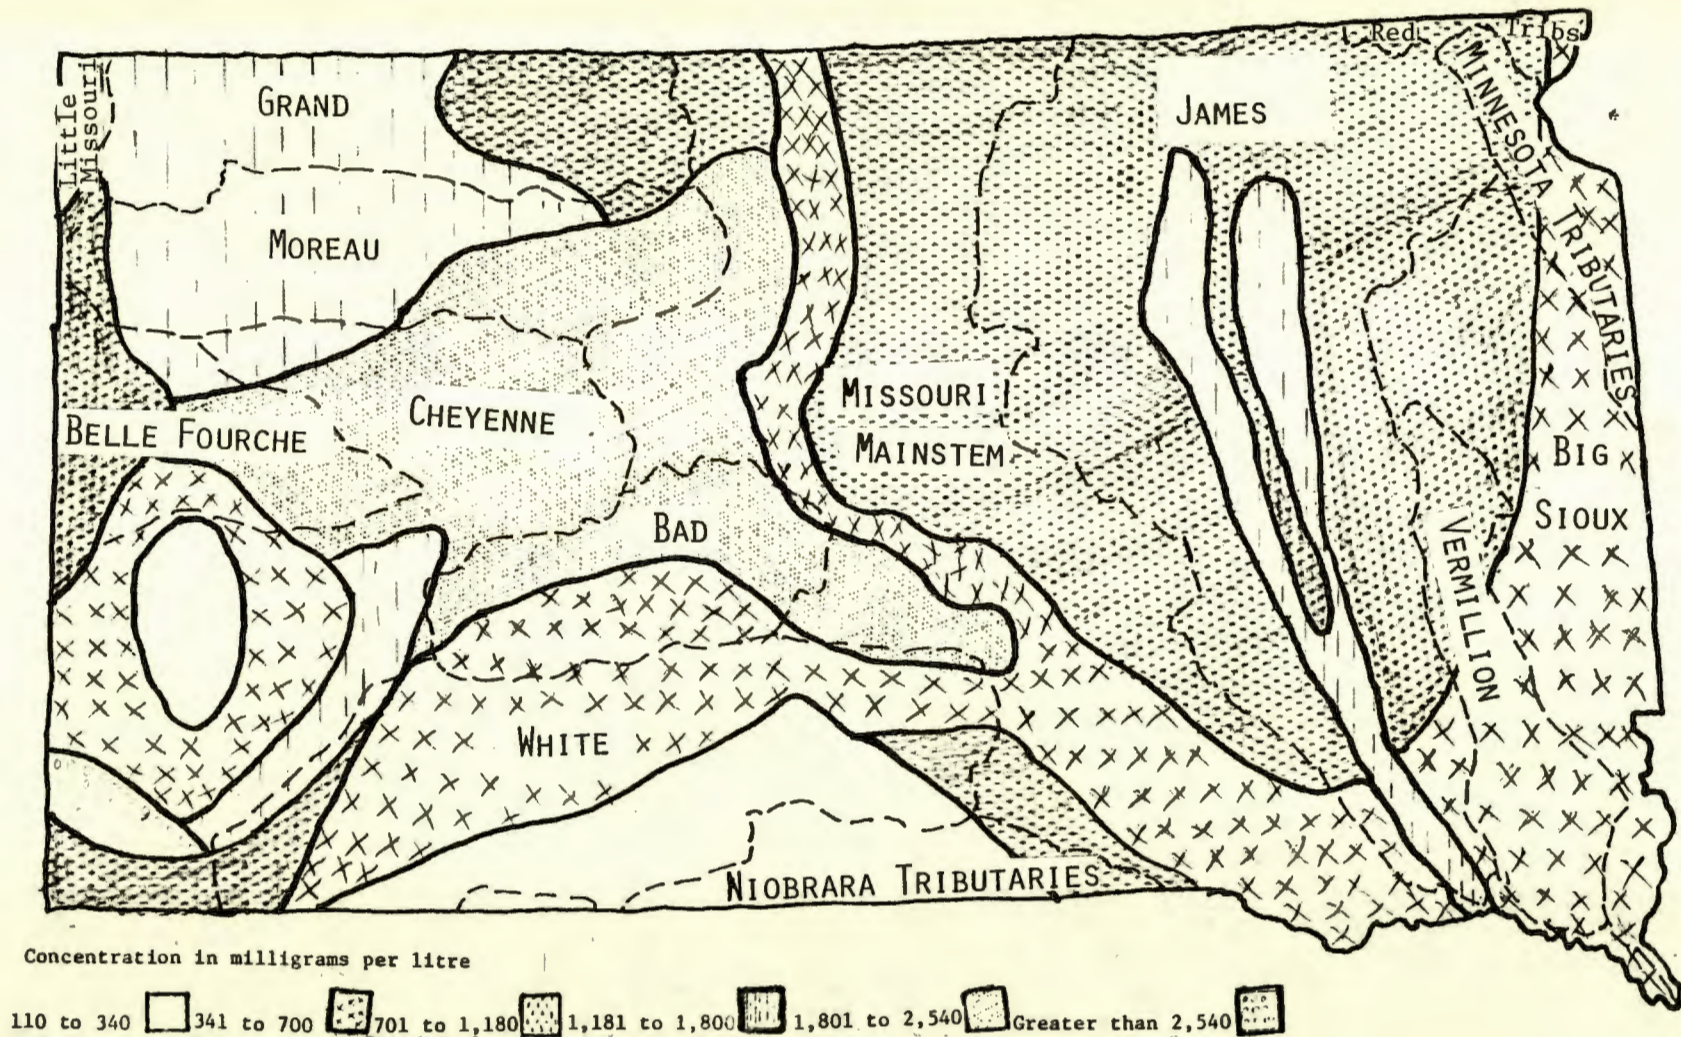 Red Tribs
Little
Missouri
GRAND
JAMES
MINNESOTA TRIBUTARIES
MOREAU
MISSOURI
MAINSTEM
BELLE FOURCHE
CHEYENNE
BIG
SIOUX
BAD
VERMILLION
WHITE
NIOBRARA TRIBUTARIES
Concentration in milligrams per litre
110 to 340 341 to 700 701 to 1,180 1,181 to 1,800 1,801 to 2,540 Greater than 2,540